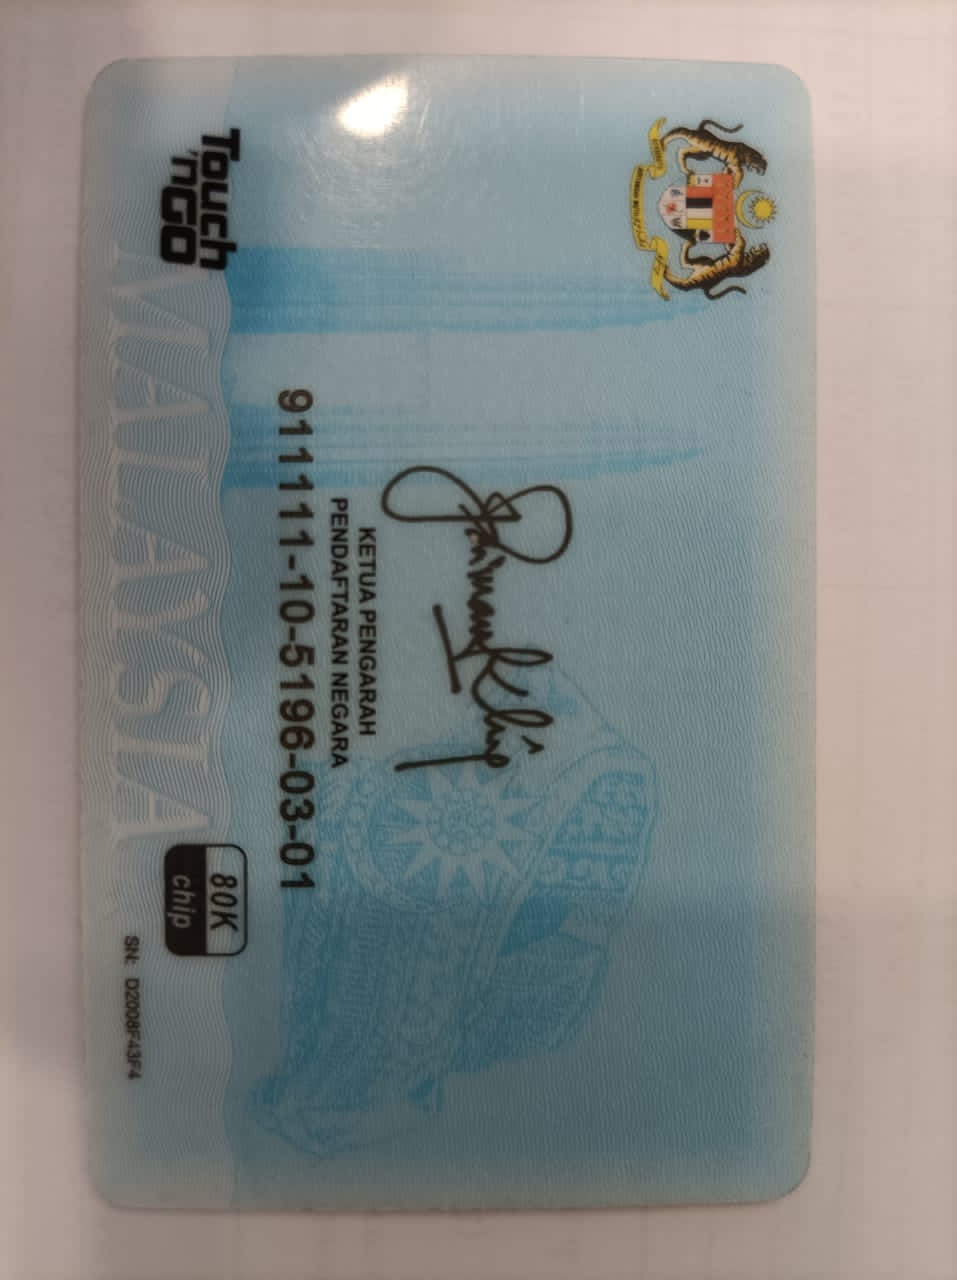 Touch
'nGO
MALAYSIA
KETUA PENGARAH
PENDAFTARAN NEGARA
911111-10-5196-03-01
80K
chip
SN: D2008F43F4